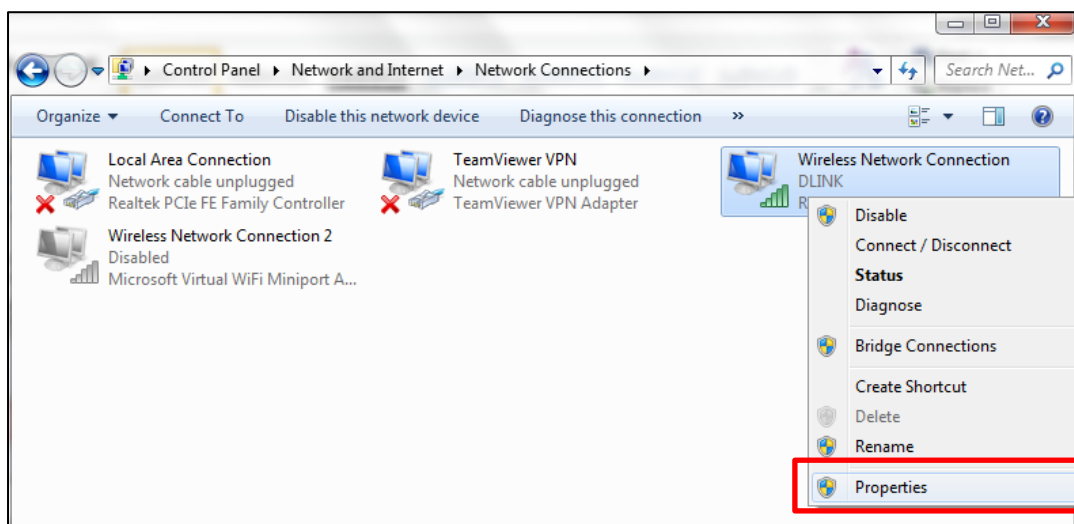 Control Panel ▸ Network and Internet ▸ Network Connections ▸
Search Net...
Organize Connect To Disable this network device Diagnose this connection »
Local Area Connection
Network cable unplugged
Realtek PCIe FE Family Controller
TeamViewer VPN
Network cable unplugged
TeamViewer VPN Adapter
Wireless Network Connection
DLINK
Wireless Network Connection 2
Disabled
Microsoft Virtual WiFi Miniport A...
Disable
Connect / Disconnect
Status
Diagnose
Bridge Connections
Create Shortcut
Delete
Rename
Properties